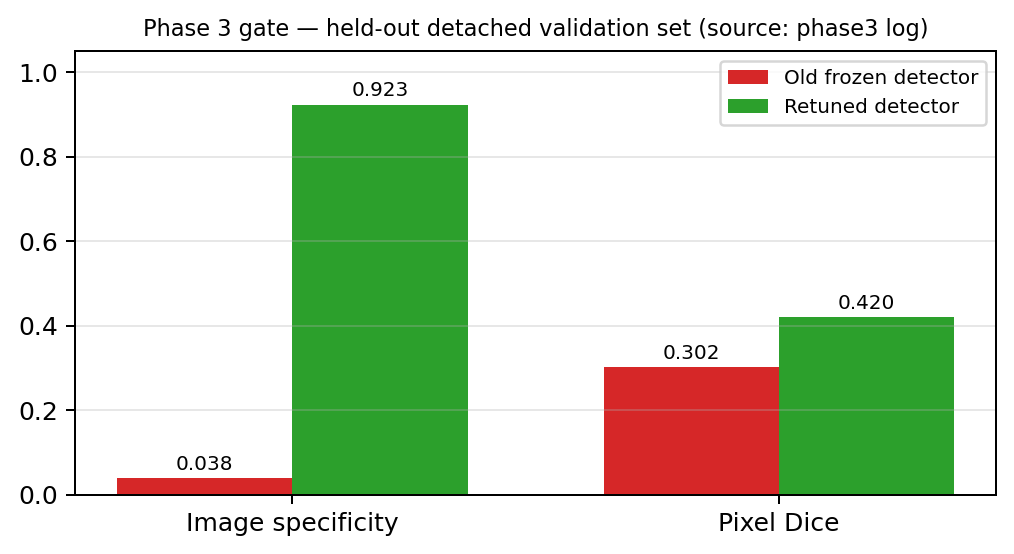 Phase 3 gate — held-out detached validation set (source: phase3 log)
1.0
0.8
0.6
0.4
0.2
0.0
Old frozen detector
Retuned detector
0.923
0.038
0.302
0.420
Image specificity
Pixel Dice